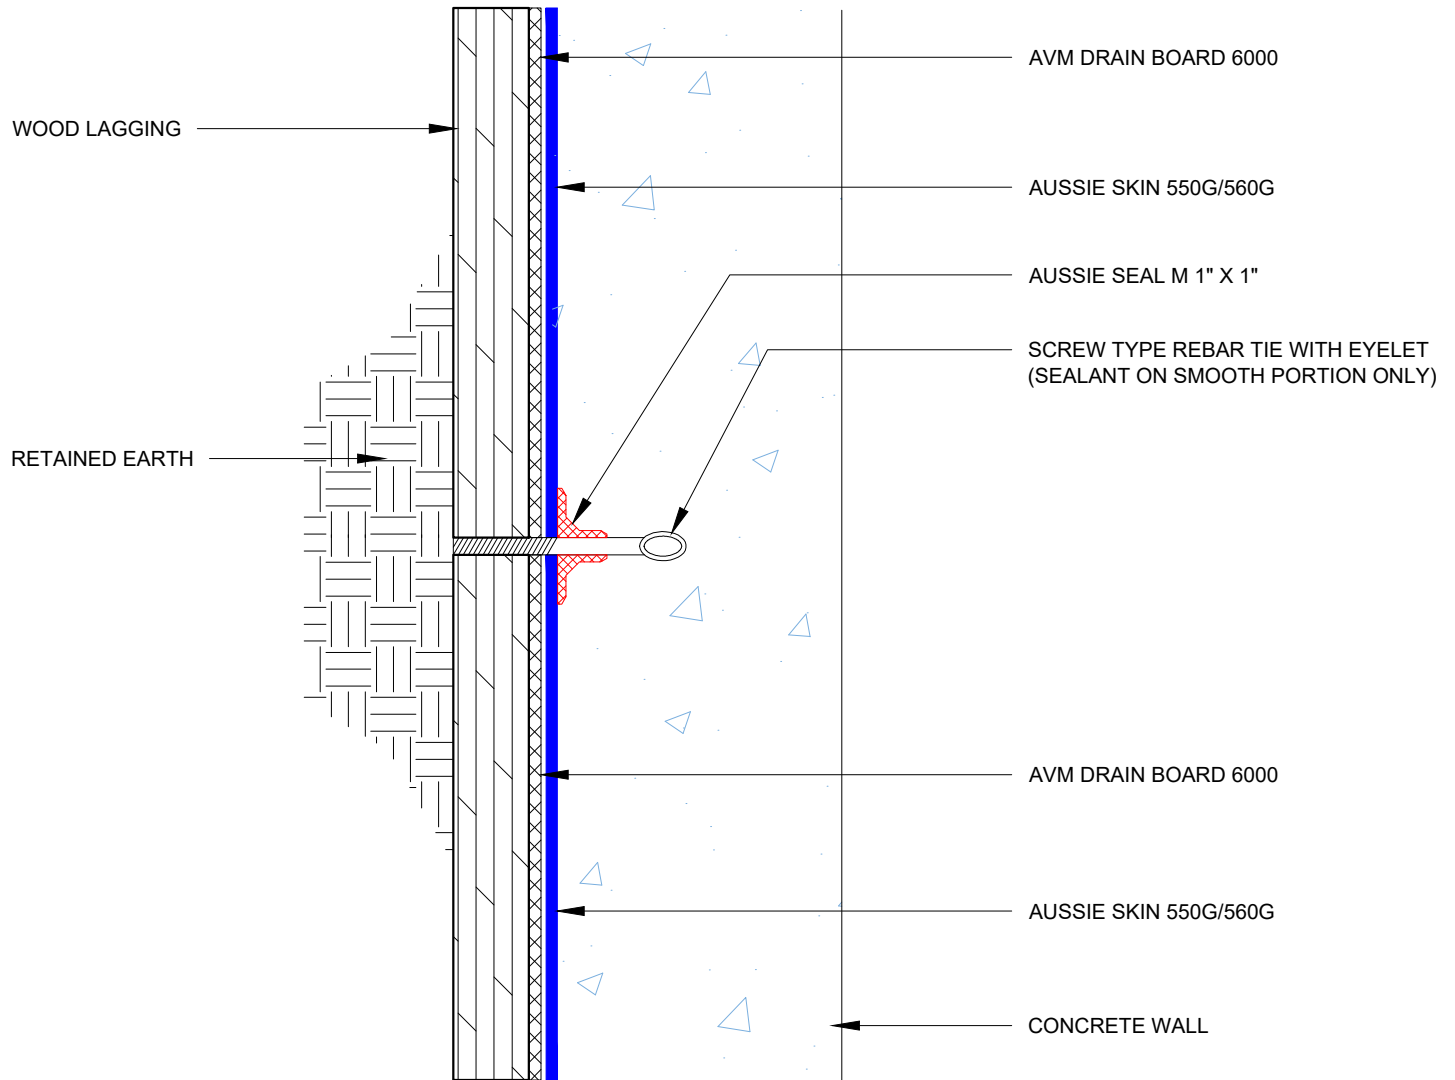 AVM DRAIN BOARD 6000
WOOD LAGGING
AUSSIE SKIN 550G/560G
AUSSIE SEAL M 1" X 1"
SCREW TYPE REBAR TIE WITH EYELET
(SEALANT ON SMOOTH PORTION ONLY)
RETAINED EARTH
AVM DRAIN BOARD 6000
AUSSIE SKIN 550G/560G
CONCRETE WALL